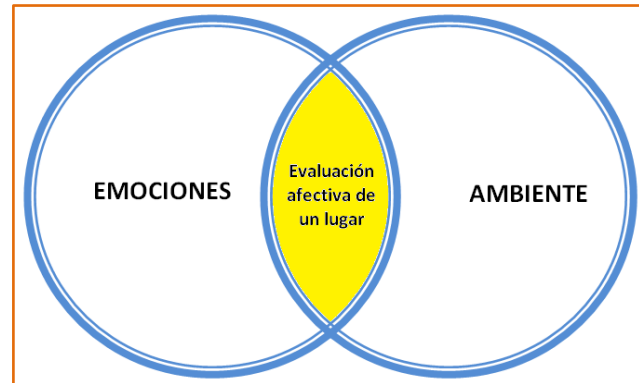 EMOCIONES
Evaluación
afectiva de
un lugar
AMBIENTE